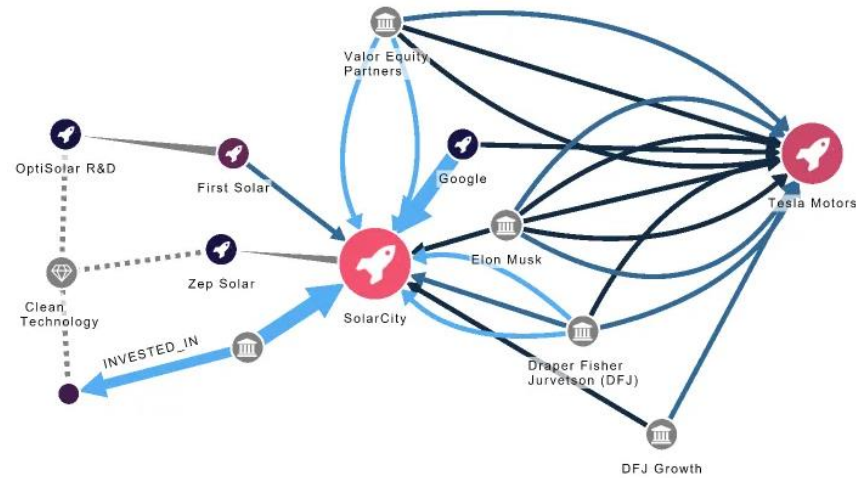 Valor Equity
Partners
OptiSolar R&D
First Solar
Google
Tesla Motors
Elon Musk
Zep Solar
Clean
Technology
SolarCity
INVESTED_IN
Draper Fisher
Jurvetson (DFJ)
DFJ Growth